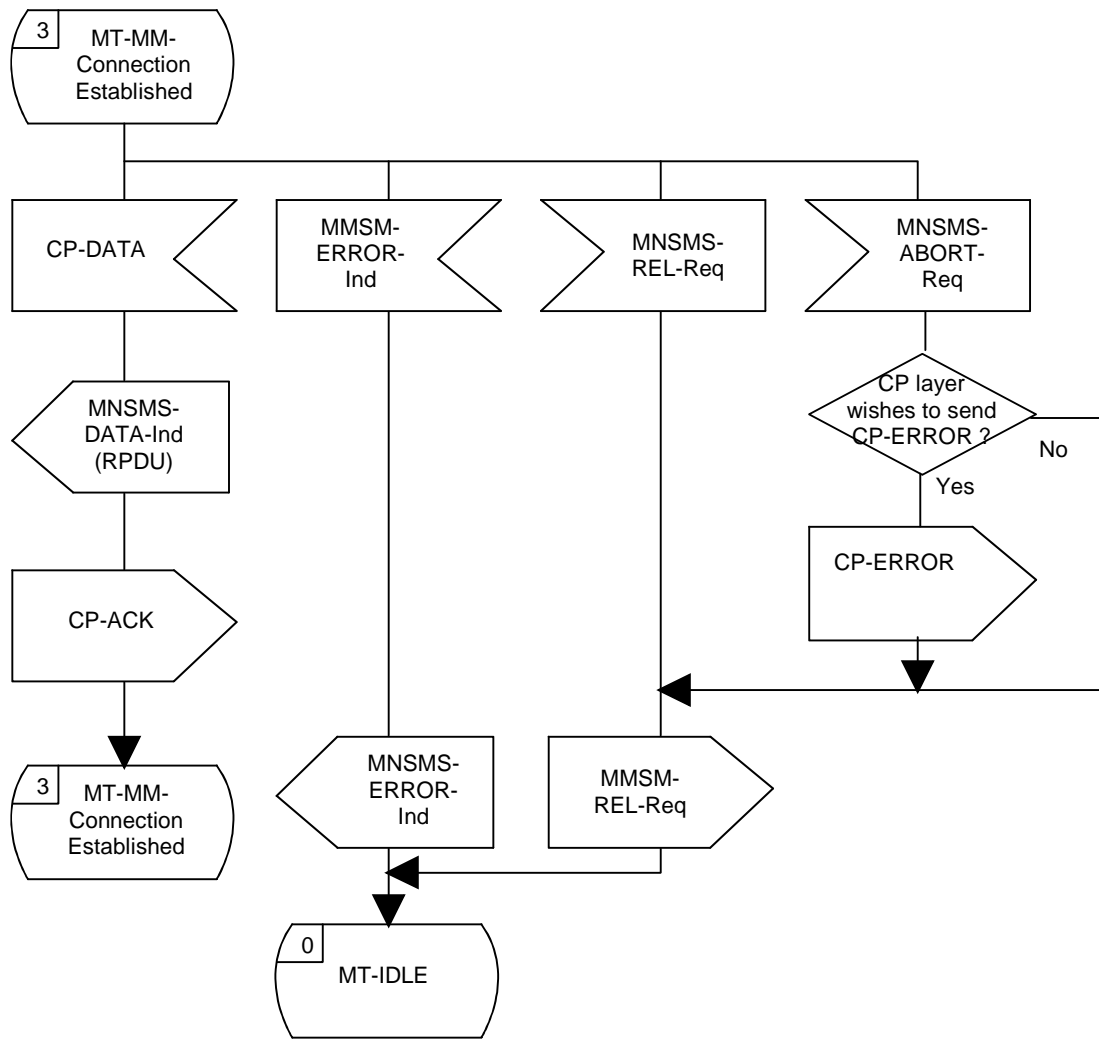 3
MT-MM-
Connection
Established
CP-DATA
MMSM-
ERROR-
Ind
MNSMS-
REL-Req
MNSMS-
ABORT-
Req
CP layer
wishes to send
CP-ERROR ?
No
Yes
MNSMS-
DATA-Ind
(RPDU)
CP-ERROR
CP-ACK
3
MT-MM-
Connection
Established
MNSMS-
ERROR-
Ind
MMSM-
REL-Req
0
MT-IDLE